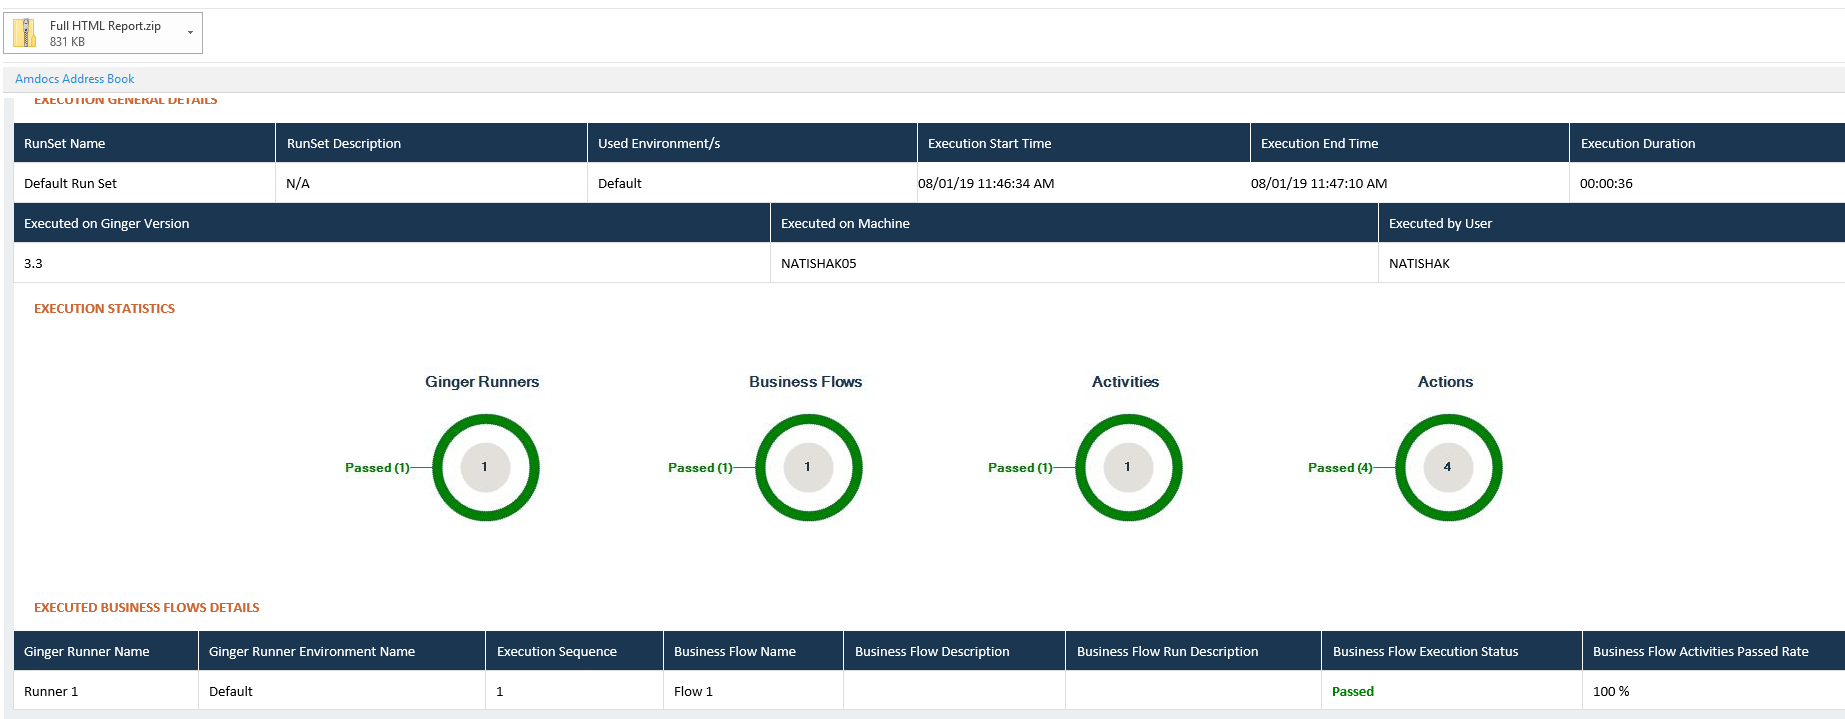 Full HTML Report.zip
831 KB
Amdocs Address Book
EXECUTION GENERAL DETAILS
RunSet Name RunSet Description Used Environment/s Execution Start Time Execution End Time Execution Duration
Default Run Set N/A Default 08/01/19 11:46:34 AM 08/01/19 11:47:10 AM 00:00:36
Executed on Ginger Version Executed on Machine Executed by User
3.3 NATISHAK05 NATISHAK
EXECUTION STATISTICS
Ginger Runners Business Flows Activities Actions
Passed (1) 1 Passed (1) 1 Passed (1) 1 Passed (4) 4
EXECUTED BUSINESS FLOWS DETAILS
Ginger Runner Name Ginger Runner Environment Name Execution Sequence Business Flow Name Business Flow Description Business Flow Run Description Business Flow Execution Status Business Flow Activities Passed Rate
Runner 1 Default 1 Flow 1 Passed 100 %